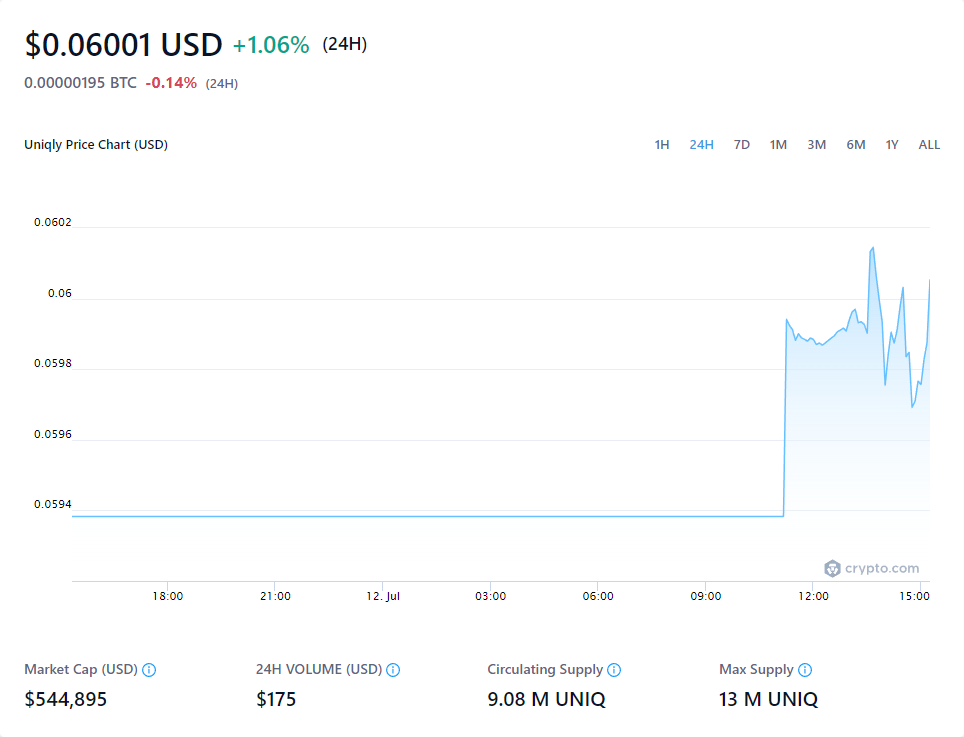 $0.06001 USD +1.06% (24H)
0.00000195 BTC -0.14% (24H)
Uniqly Price Chart (USD) 1H 24H 7D 1M 3M 6M 1Y ALL
0.0602
0.06
0.0598
0.0596
0.0594
crypto.com
18:00 21:00 12. Jul 03:00 06:00 09:00 12:00 15:00
Market Cap (USD) 24H VOLUME (USD) Circulating Supply Max Supply
$544,895 $175 9.08 M UNIQ 13 M UNIQ